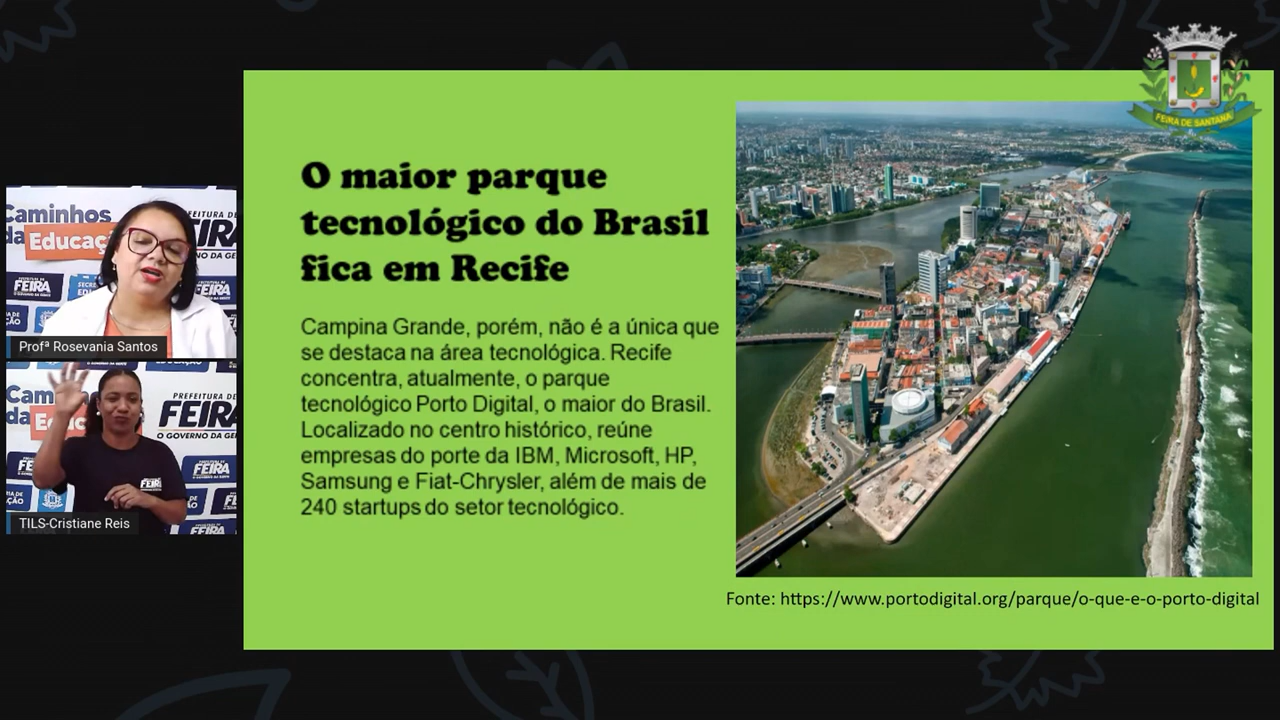 FEIRA DE SANTANA
O maior parque
tecnológico do Brasil
fica em Recife
Campina Grande, porém, não é a única que
se destaca na área tecnológica. Recife
concentra, atualmente, o parque
tecnológico Porto Digital, o maior do Brasil.
Localizado no centro histórico, reúne
empresas do porte da IBM, Microsoft, HP,
Samsung e Fiat-Chrysler, além de mais de
240 startups do setor tecnológico.
Fonte: https://www.portodigital.org/parque/o-que-e-o-porto-digital
Caminhos
da Educaç
FEIRA
Profª Rosevania Santos
PREFEITURA
O GOVERNO DA GE
FEIRA
TILS-Cristiane Reis